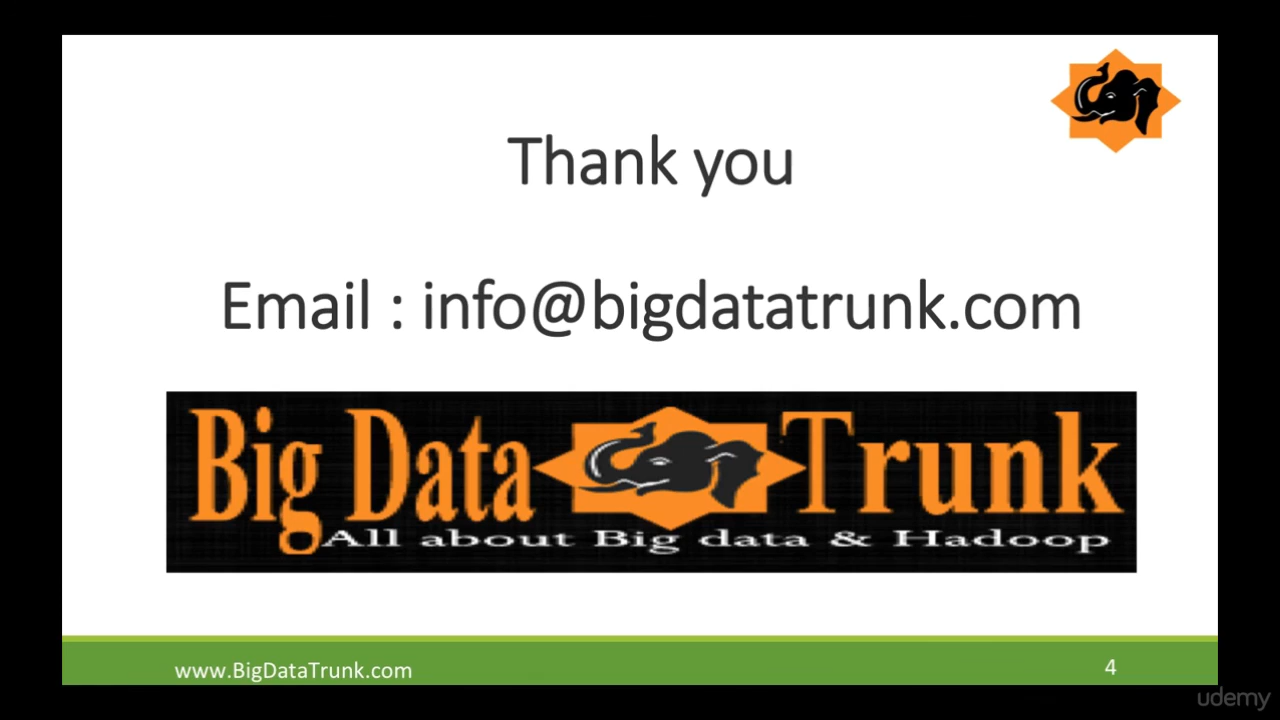 Thank you
Email : info@bigdatatrunk.com
Big Data Trunk
All about Big data & Hadoop
www.BigDataTrunk.com
4
udemy